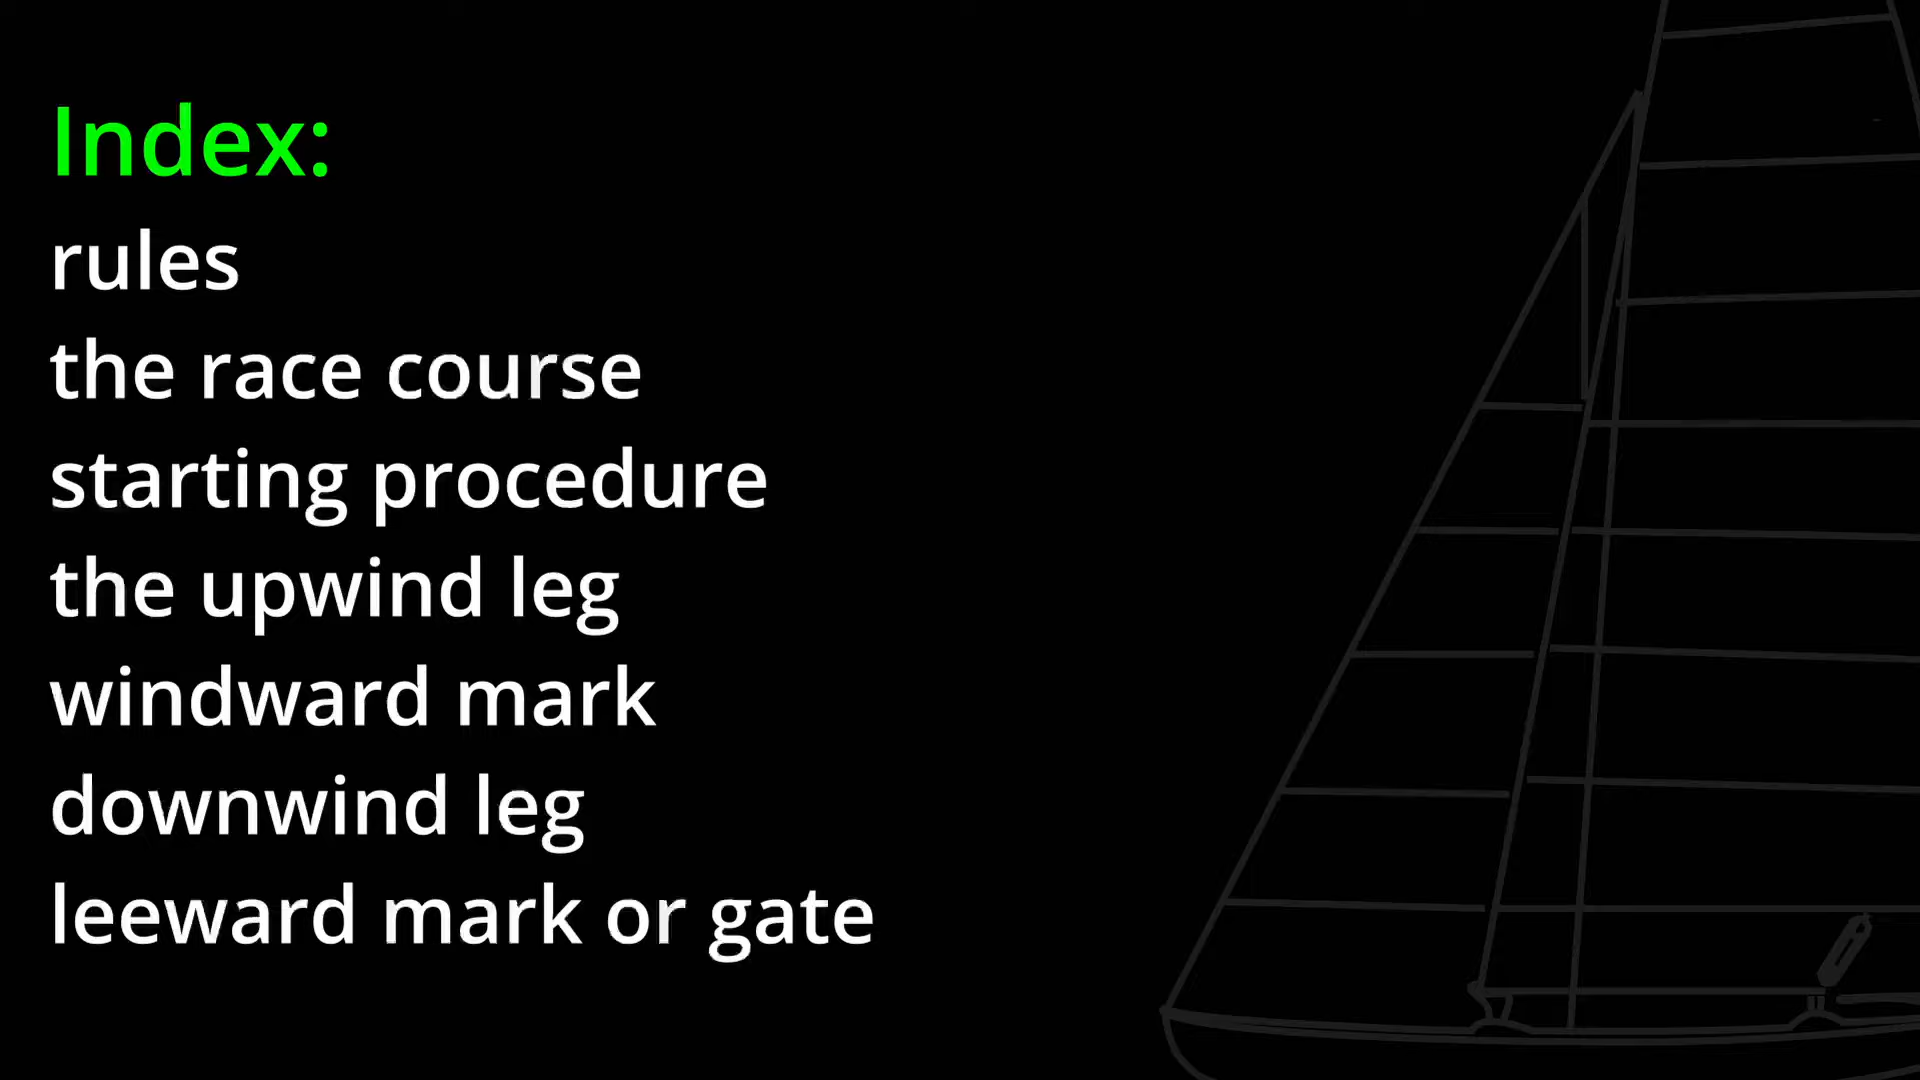 Index:
rules
the race course
starting procedure
the upwind leg
windward mark
downwind leg
leeward mark or gate